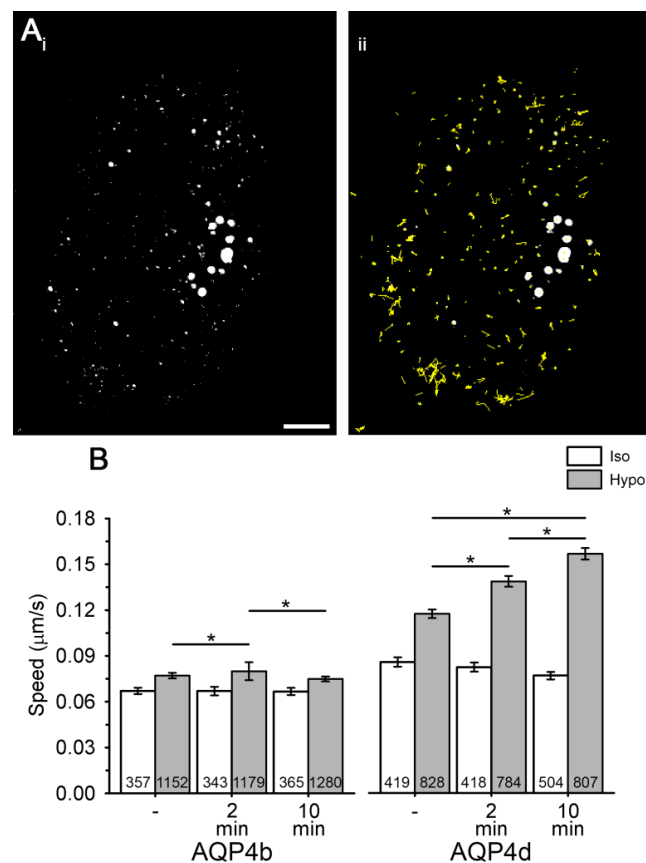 A i
ii
B
Iso
Hypo
Speed (μm/s)
0.18
0.15
0.12
0.09
0.06
0.03
0.00
* * * * *
357 1152 343 1179 365 1280 419 828 418 784 504 807
- 2 min 10 min - 2 min 10 min
AQP4b AQP4d